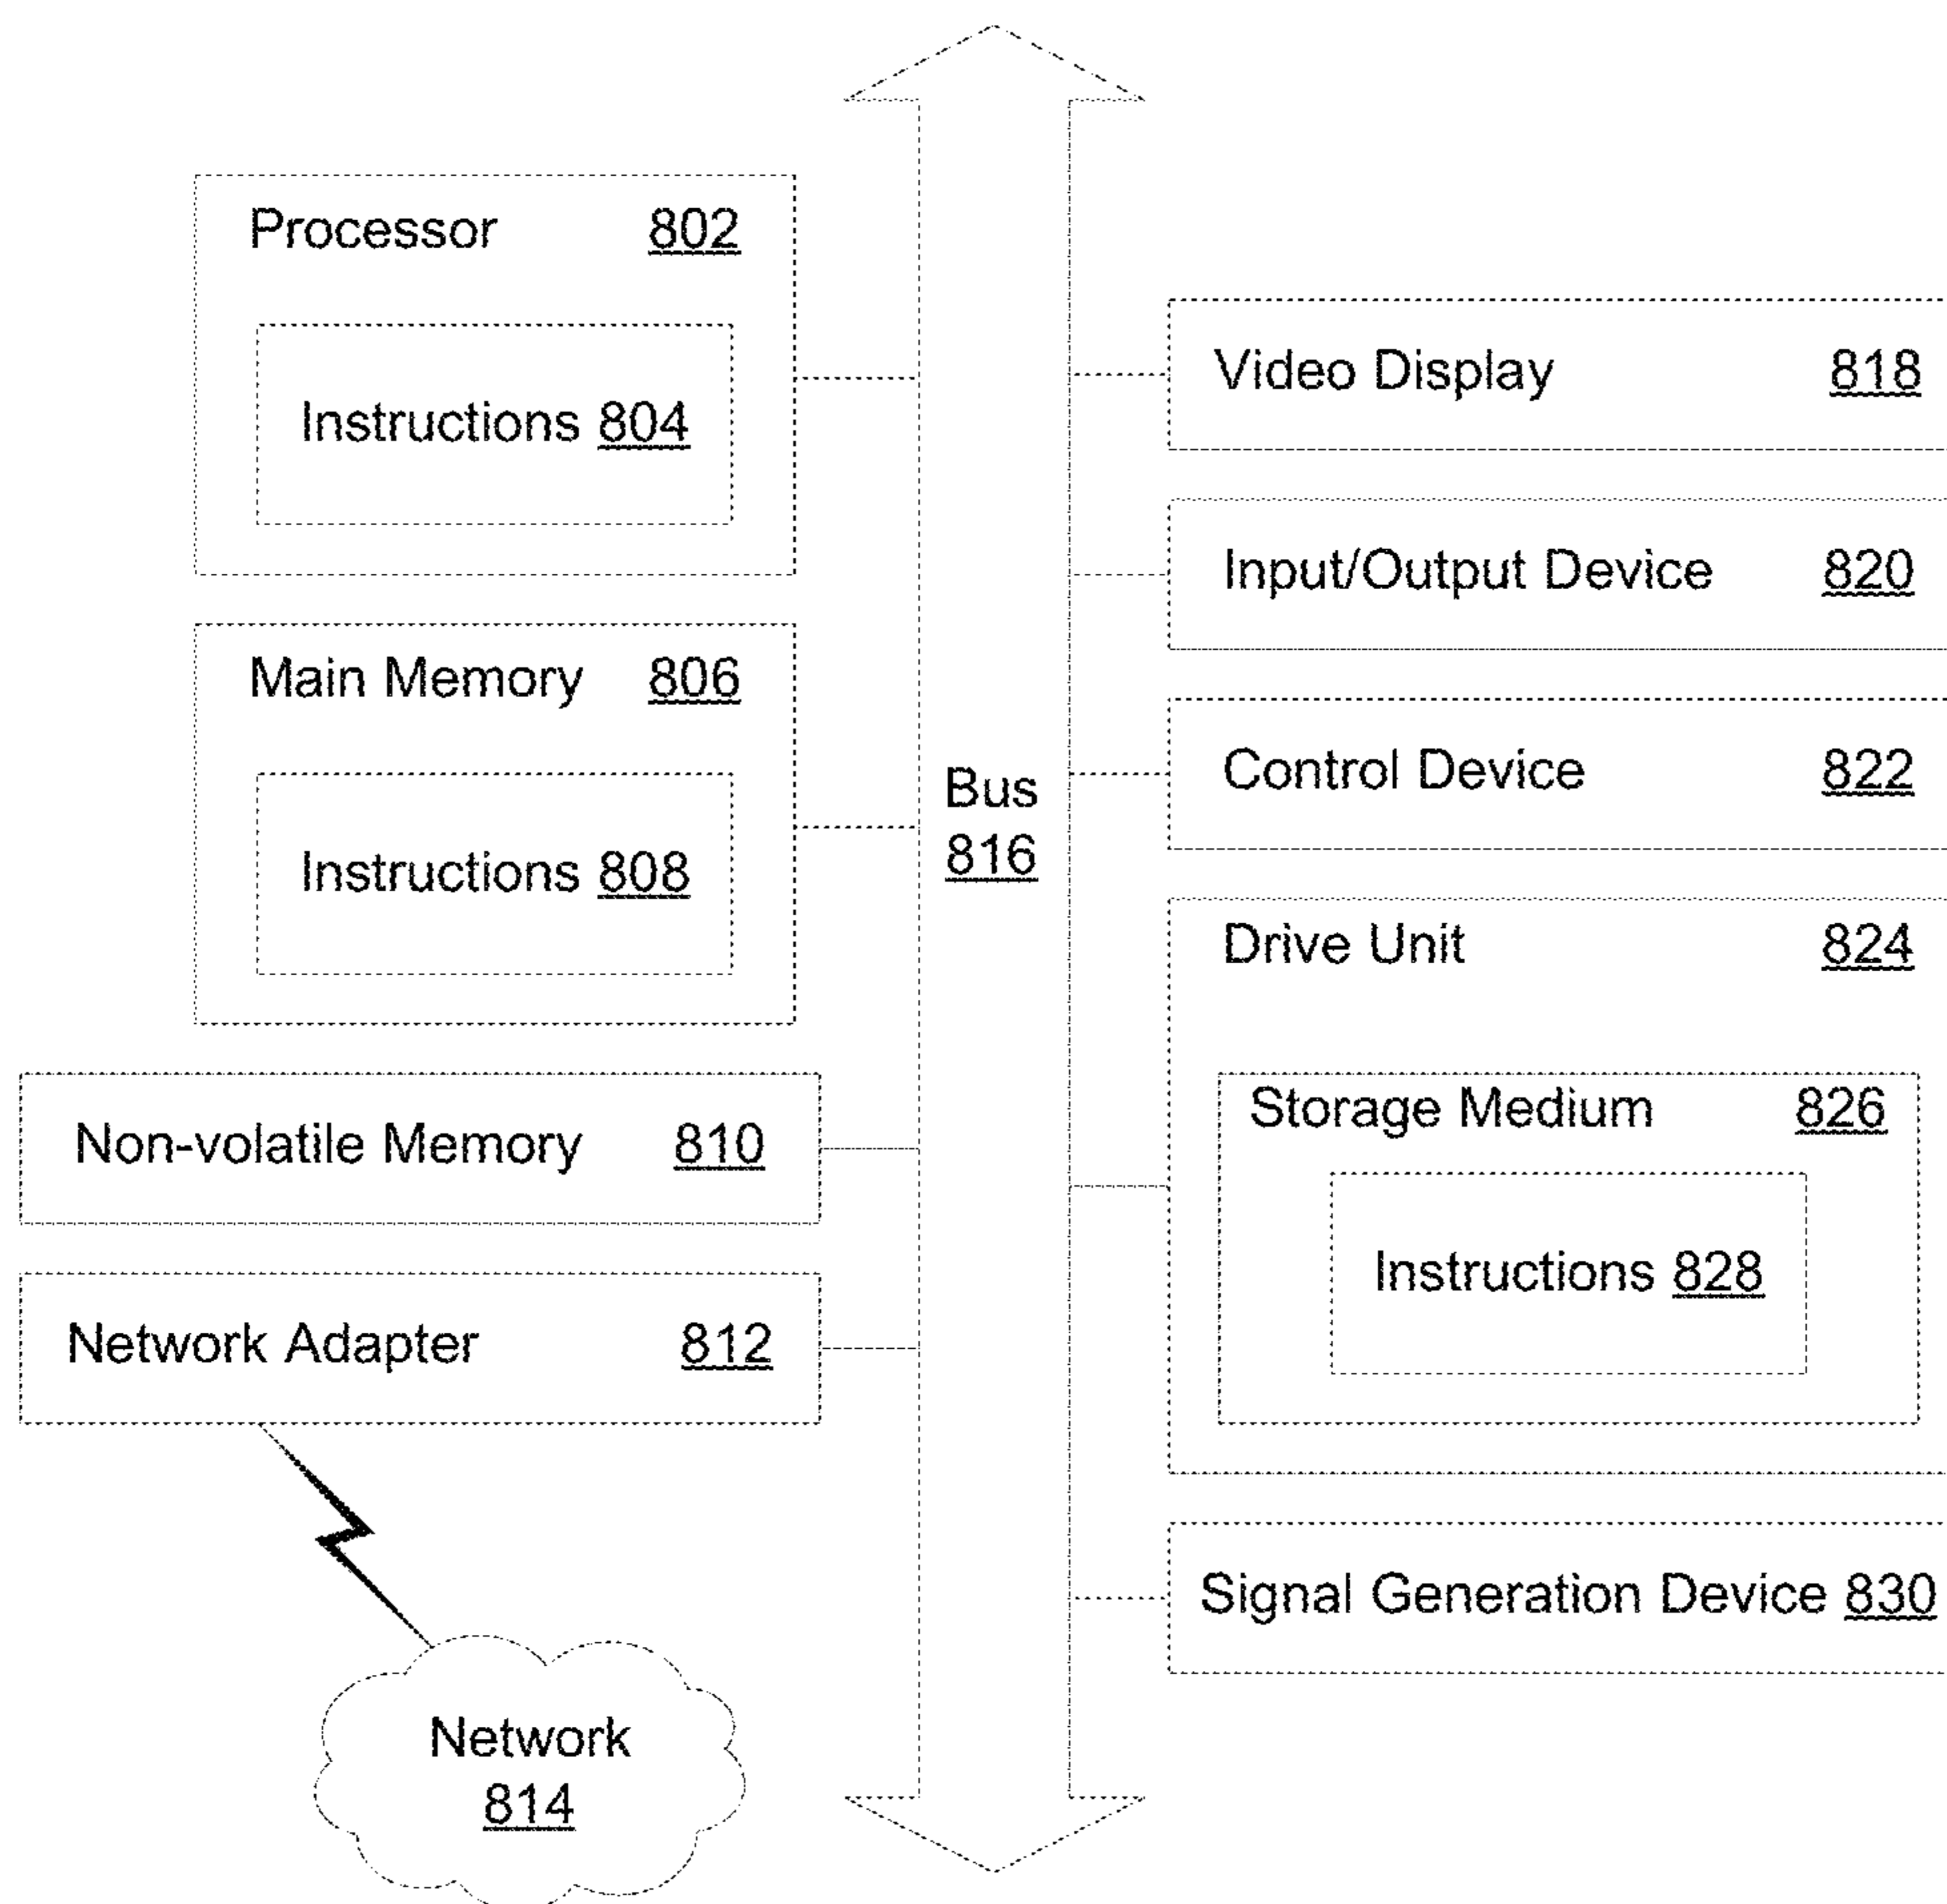 Processor 802
Instructions 804
Main Memory 806
Instructions 808
Non-volatile Memory 810
Network Adapter 812
Network
814
Bus
816
Video Display 818
Input/Output Device 820
Control Device 822
Drive Unit 824
Storage Medium 826
Instructions 828
Signal Generation Device 830